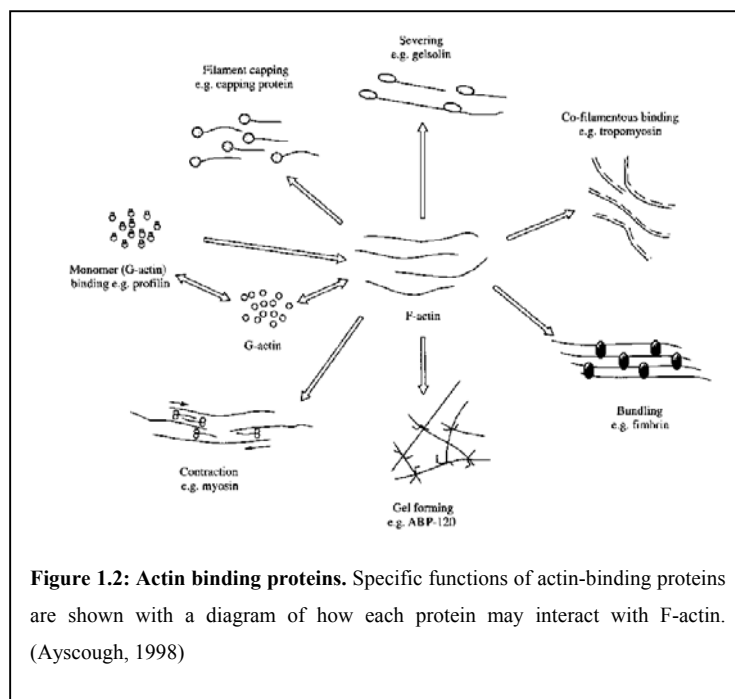 Severing
e.g. gelsolin
Filament capping
e.g. capping protein
Co-filamentous binding
e.g. tropomyosin
Monomer (G-actin)
binding e.g. profilin
G-actin
F-actin
Bundling
e.g. fimbrin
Contraction
e.g. myosin
Gel forming
e.g. ABP-120
Figure 1.2: Actin binding proteins. Specific functions of actin-binding proteins
are shown with a diagram of how each protein may interact with F-actin.
(Ayscough, 1998)